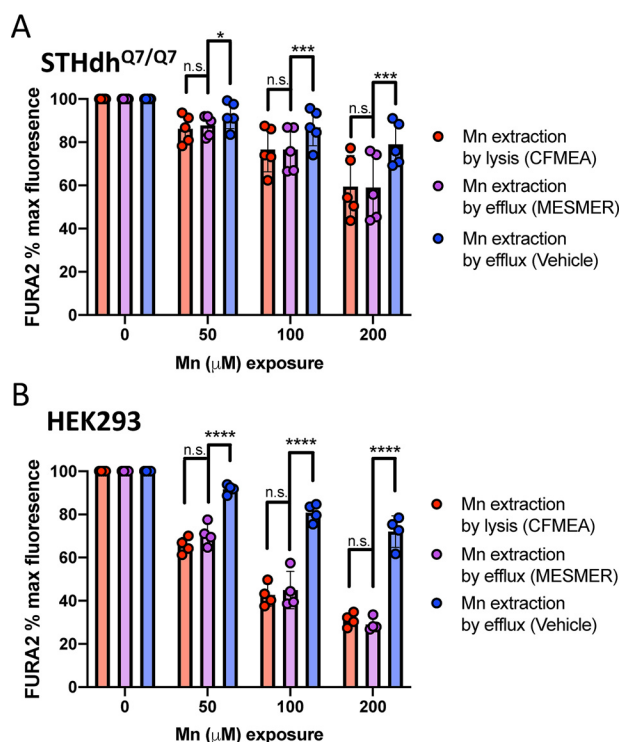 A
STHdhQ7/Q7
n.s. * n.s. *** n.s. ***
100
80
60
40
20
0
FURA2 % max fluoresence
0 50 100 200
Mn (μM) exposure
Mn extraction
by lysis (CFMEA)
Mn extraction
by efflux (MESMER)
Mn extraction
by efflux (Vehicle)
B
HEK293
n.s. **** n.s. **** n.s. ****
100
80
60
40
20
0
FURA2 % max fluoresence
0 50 100 200
Mn (μM) exposure
Mn extraction
by lysis (CFMEA)
Mn extraction
by efflux (MESMER)
Mn extraction
by efflux (Vehicle)